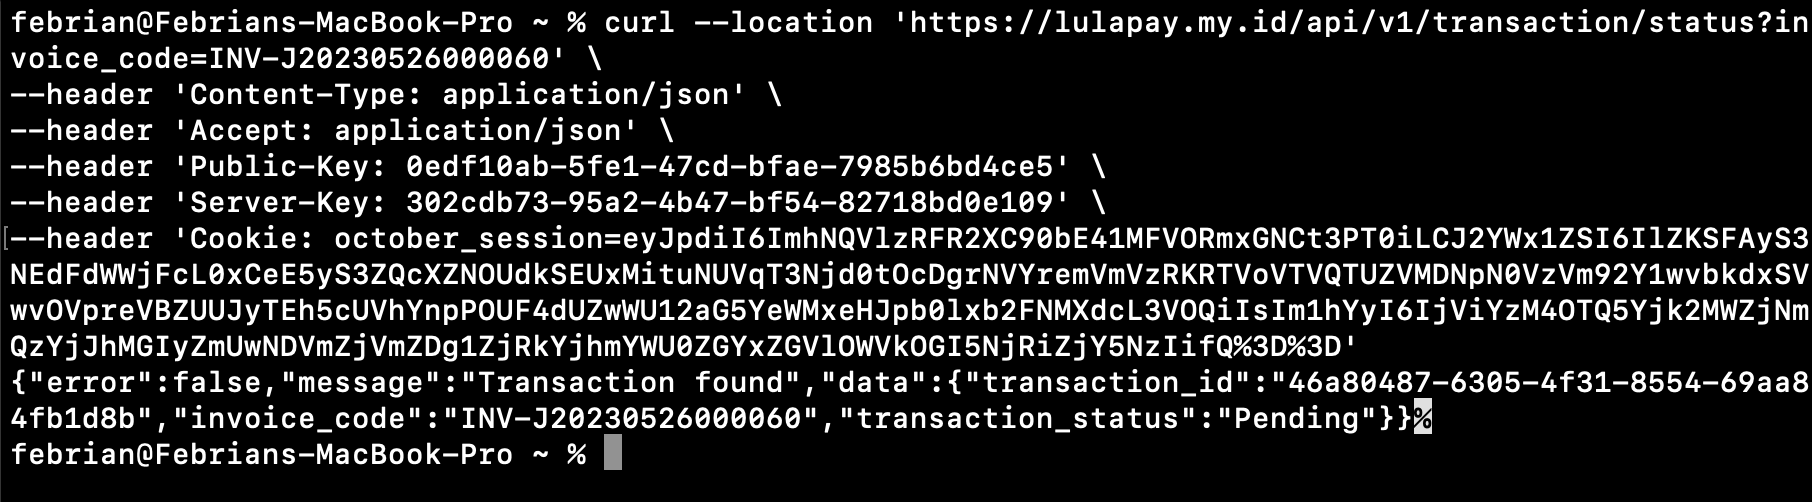 febrian@Febrians-MacBook-Pro ~ % curl --location 'https://lulapay.my.id/api/v1/transaction/status?in
voice_code=INV-J20230526000060' \
--header 'Content-Type: application/json' \
--header 'Accept: application/json' \
--header 'Public-Key: 0edf10ab-5fe1-47cd-bfae-7985b6bd4ce5' \
--header 'Server-Key: 302cdb73-95a2-4b47-bf54-82718bd0e109' \
--header 'Cookie: october_session=eyJpdiI6ImhNQVlzRFR2XC90bE41MFVORmxGNCt3PT0iLCJ2YWx1ZSI6IlZKSFAyS3
NEdFdWWjFcL0xCeE5yS3ZQcXZNOUdkSEUxMituNUVqT3Njd0tOcDgrNVYremVmVzRKRTVoVTVQTUZVMDNpN0VzVm92Y1wvbkdxSV
wvOVpreVBZUUJyTEh5cUVhYnpPOUF4dUZwWU12aG5YeWMxeHJpb0lxb2FNMXdcL3VOQiIsIm1hYyI6IjViYzM4OTQ5Yjk2MWZjNm
QzYjJhMGIyZmUwNDVmZjVmZDg1ZjRkYjhmYWU0ZGYxZGVlOWVkOGI5NjRiZjY5NzIifQ%3D%3D'
{"error":false,"message":"Transaction found","data":{"transaction_id":"46a80487-6305-4f31-8554-69aa8
4fb1d8b","invoice_code":"INV-J20230526000060","transaction_status":"Pending"}}%
febrian@Febrians-MacBook-Pro ~ %